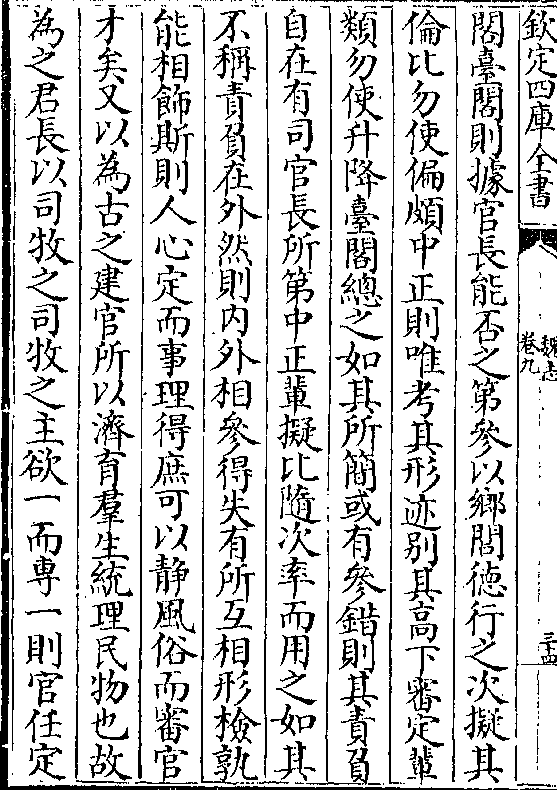 欽定四庫全書
魏志
卷九
三十四
閣臺閣則據官長能否之第參以鄉閭德行之次擬其
倫比勿使偏頗中正則唯考其形迹别其高下審定輩
類勿使升降臺閣總之如其所簡或有參錯則其責負
自在有司官長所第中正輩擬比隨次率而用之如其
不稱責負在外然則内外相參得失有所互相形檢孰
能相飾斯則人心定而事理得庶可以静風俗而審官
才矣又以為古之建官所以濟育羣生統理民物也故
為之君長以司牧之司牧之主欲一而専一則官任定